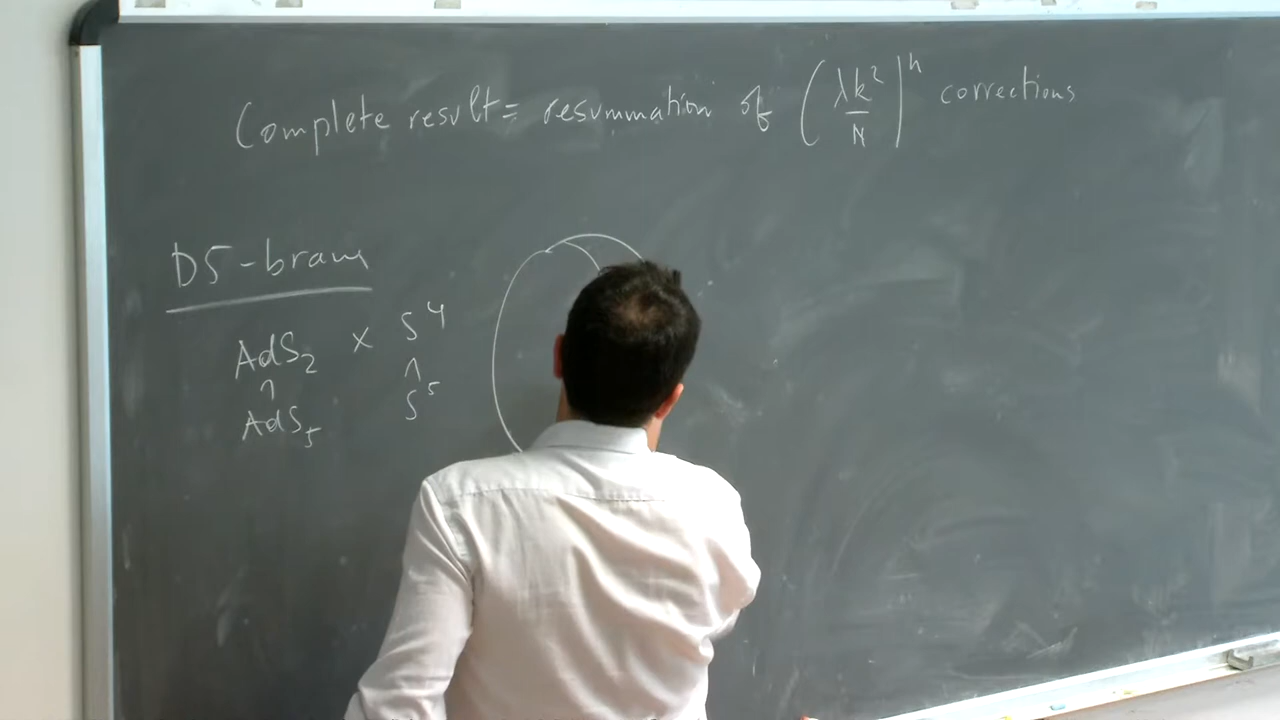 Complete result = resummation of (λk²/N)ⁿ corrections
D5-brane
AdS₂ × S⁴
∩ ∩
AdS₅ S⁵